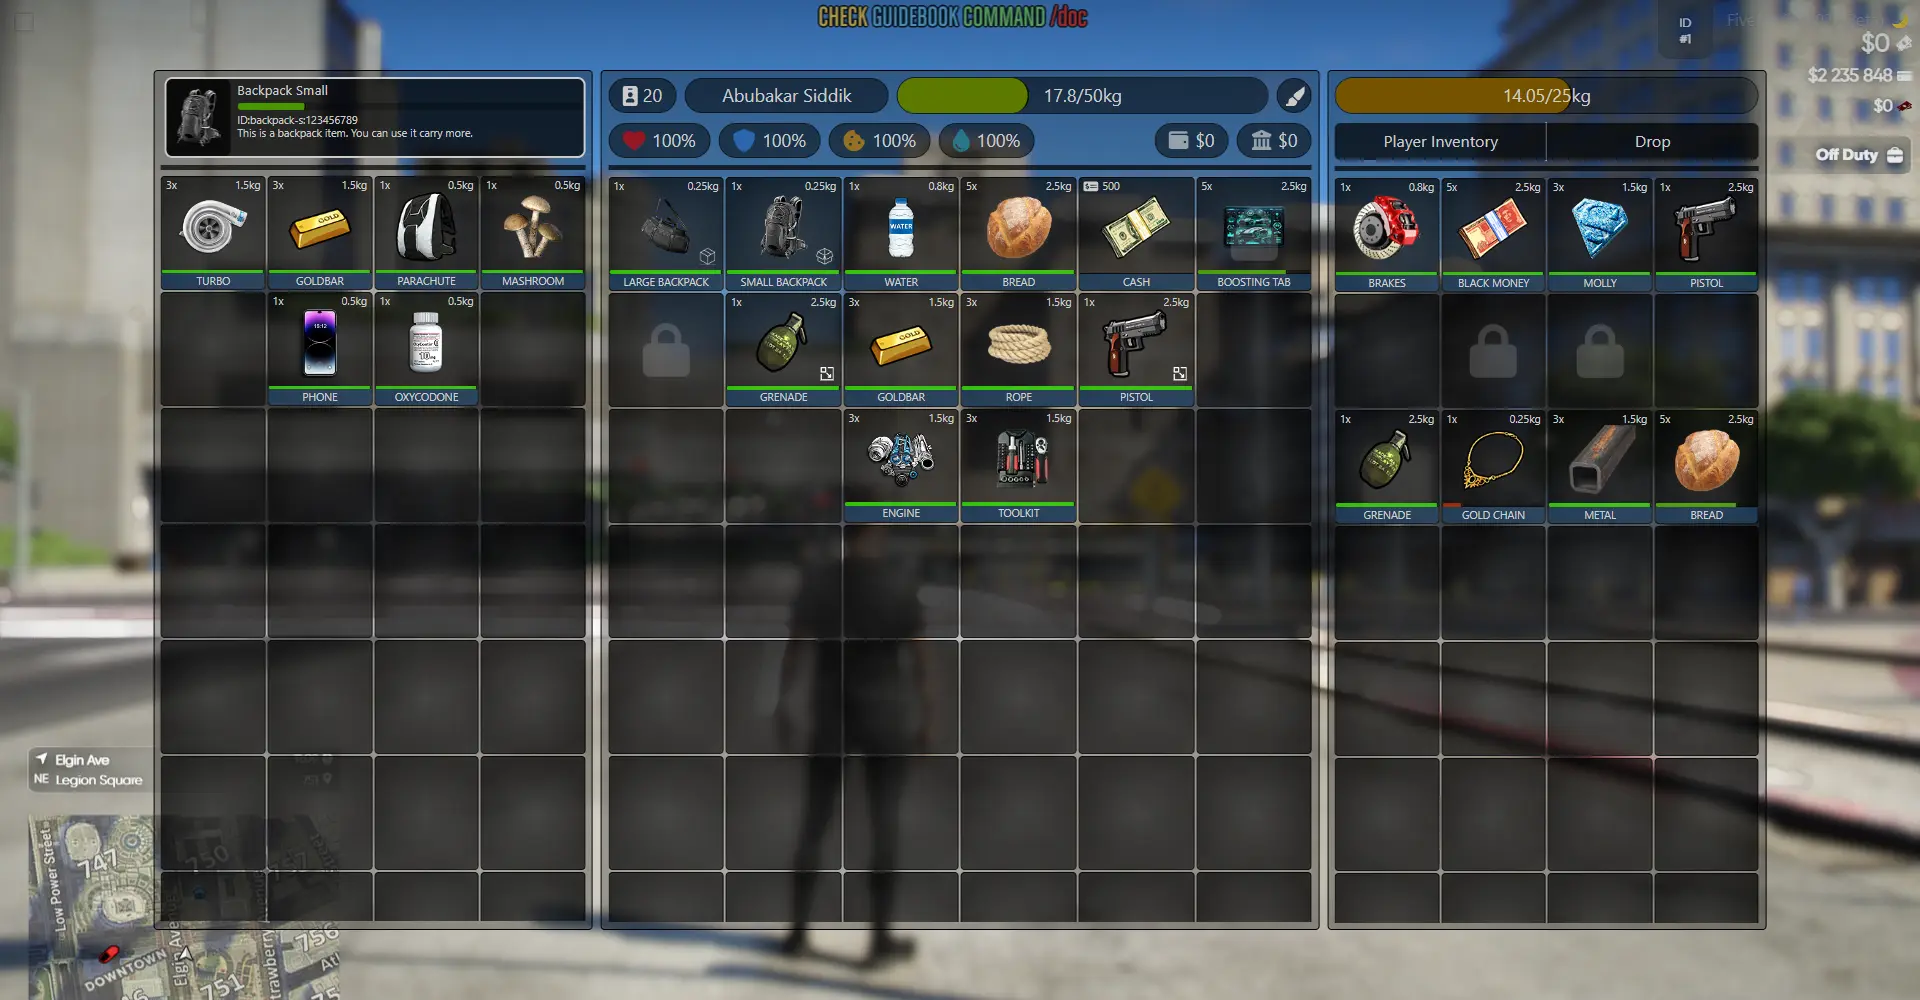 CHECK GUIDEBOOK COMMAND /doc
ID
#1
$0
$2 235 848
$0
Off Duty
Backpack Small
ID:backpack-s:123456789
This is a backpack item. You can use it carry more.
20
Abubakar Siddik
17.8/50kg
100%
100%
100%
100%
$0
$0
14.05/25kg
Player Inventory
Drop
3x 1.5kg
TURBO
3x 1.5kg
GOLD
GOLDBAR
1x 0.5kg
PARACHUTE
1x 0.5kg
MASHROOM
1x 0.5kg
PHONE
1x 0.5kg
OXYCODONE
1x 0.25kg
LARGE BACKPACK
1x 0.25kg
SMALL BACKPACK
1x 0.8kg
WATER
WATER
5x 2.5kg
BREAD
500
CASH
5x 2.5kg
BOOSTING TAB
1x 2.5kg
GRENADE
3x 1.5kg
GOLD
GOLDBAR
3x 1.5kg
ROPE
1x 2.5kg
PISTOL
3x 1.5kg
ENGINE
3x 1.5kg
TOOLKIT
1x 0.8kg
BRAKES
5x 2.5kg
BLACK MONEY
3x 1.5kg
MOLLY
1x 2.5kg
PISTOL
1x 2.5kg
GRENADE
1x 0.25kg
GOLD CHAIN
3x 1.5kg
METAL
5x 2.5kg
BREAD
Elgin Ave
NE Legion Square
Low Power Street
747
750
DOWNTOWN
Elgin Avenue
751
756